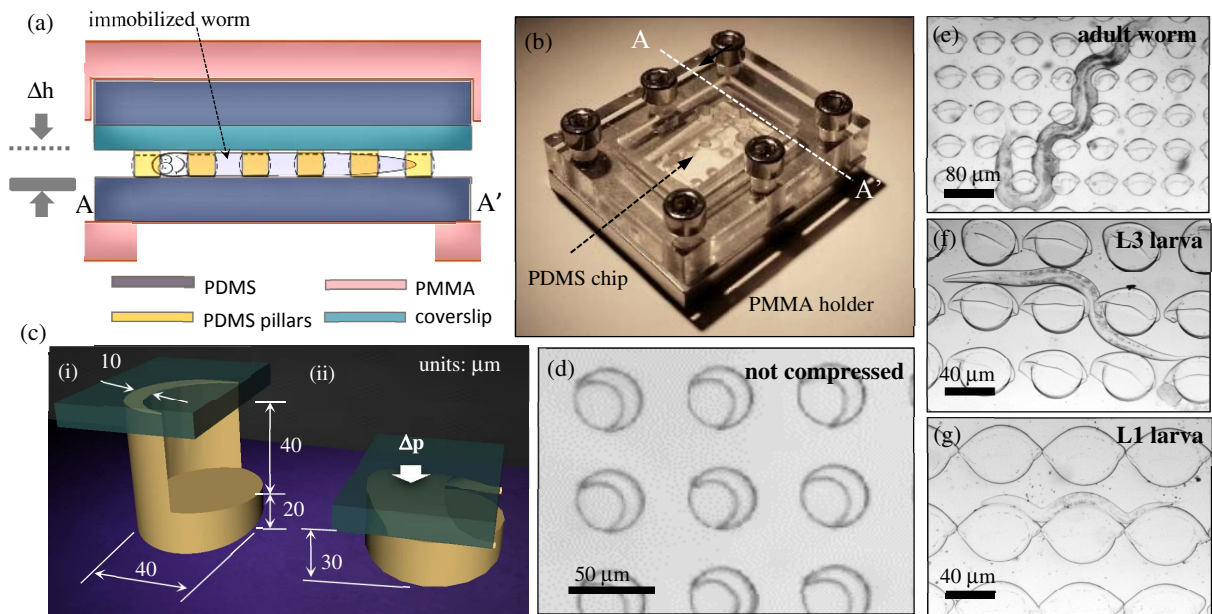 (a)
immobilized worm
Δh
A
A'
PDMS
PMMA
PDMS pillars
coverslip
(b)
A
A'
PDMS chip
PMMA holder
(c)
(i)
(ii)
units: μm
10
40
20
40
Δp
30
(d)
not compressed
50 μm
(e)
adult worm
80 μm
(f)
L3 larva
40 μm
(g)
L1 larva
40 μm